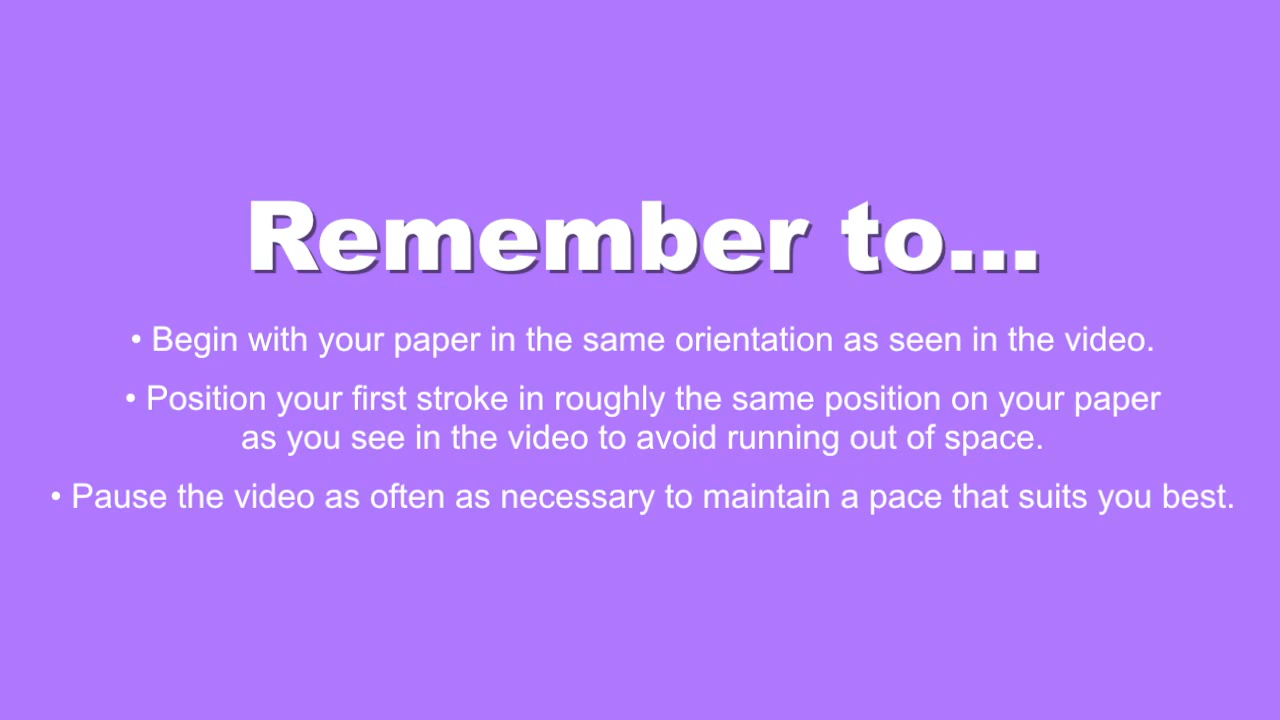 Remember to...
• Begin with your paper in the same orientation as seen in the video.
• Position your first stroke in roughly the same position on your paper
as you see in the video to avoid running out of space.
• Pause the video as often as necessary to maintain a pace that suits you best.